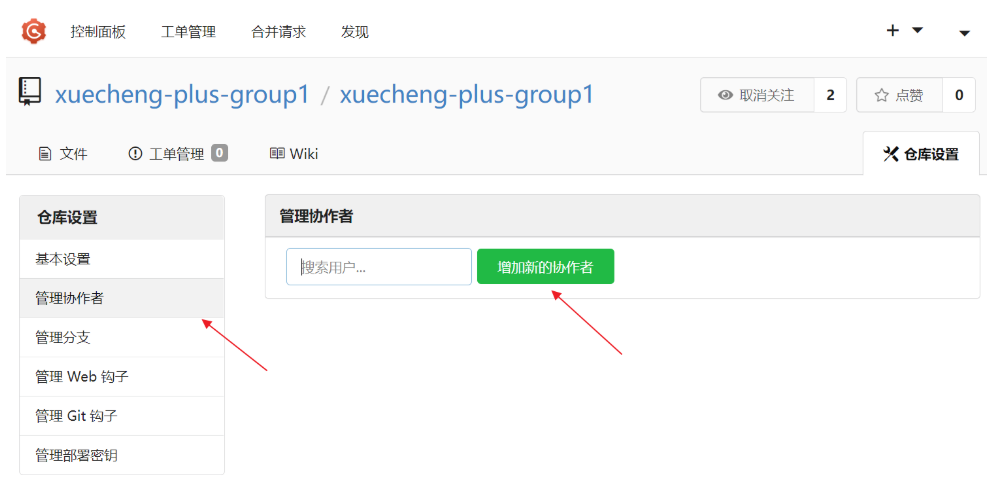 控制面板 工单管理 合并请求 发现
xuecheng-plus-group1 / xuecheng-plus-group1
取消关注 2 点赞 0
文件 工单管理 0 Wiki 仓库设置
仓库设置
基本设置
管理协作者
管理分支
管理 Web 钩子
管理 Git 钩子
管理部署密钥
管理协作者
搜索用户...
增加新的协作者